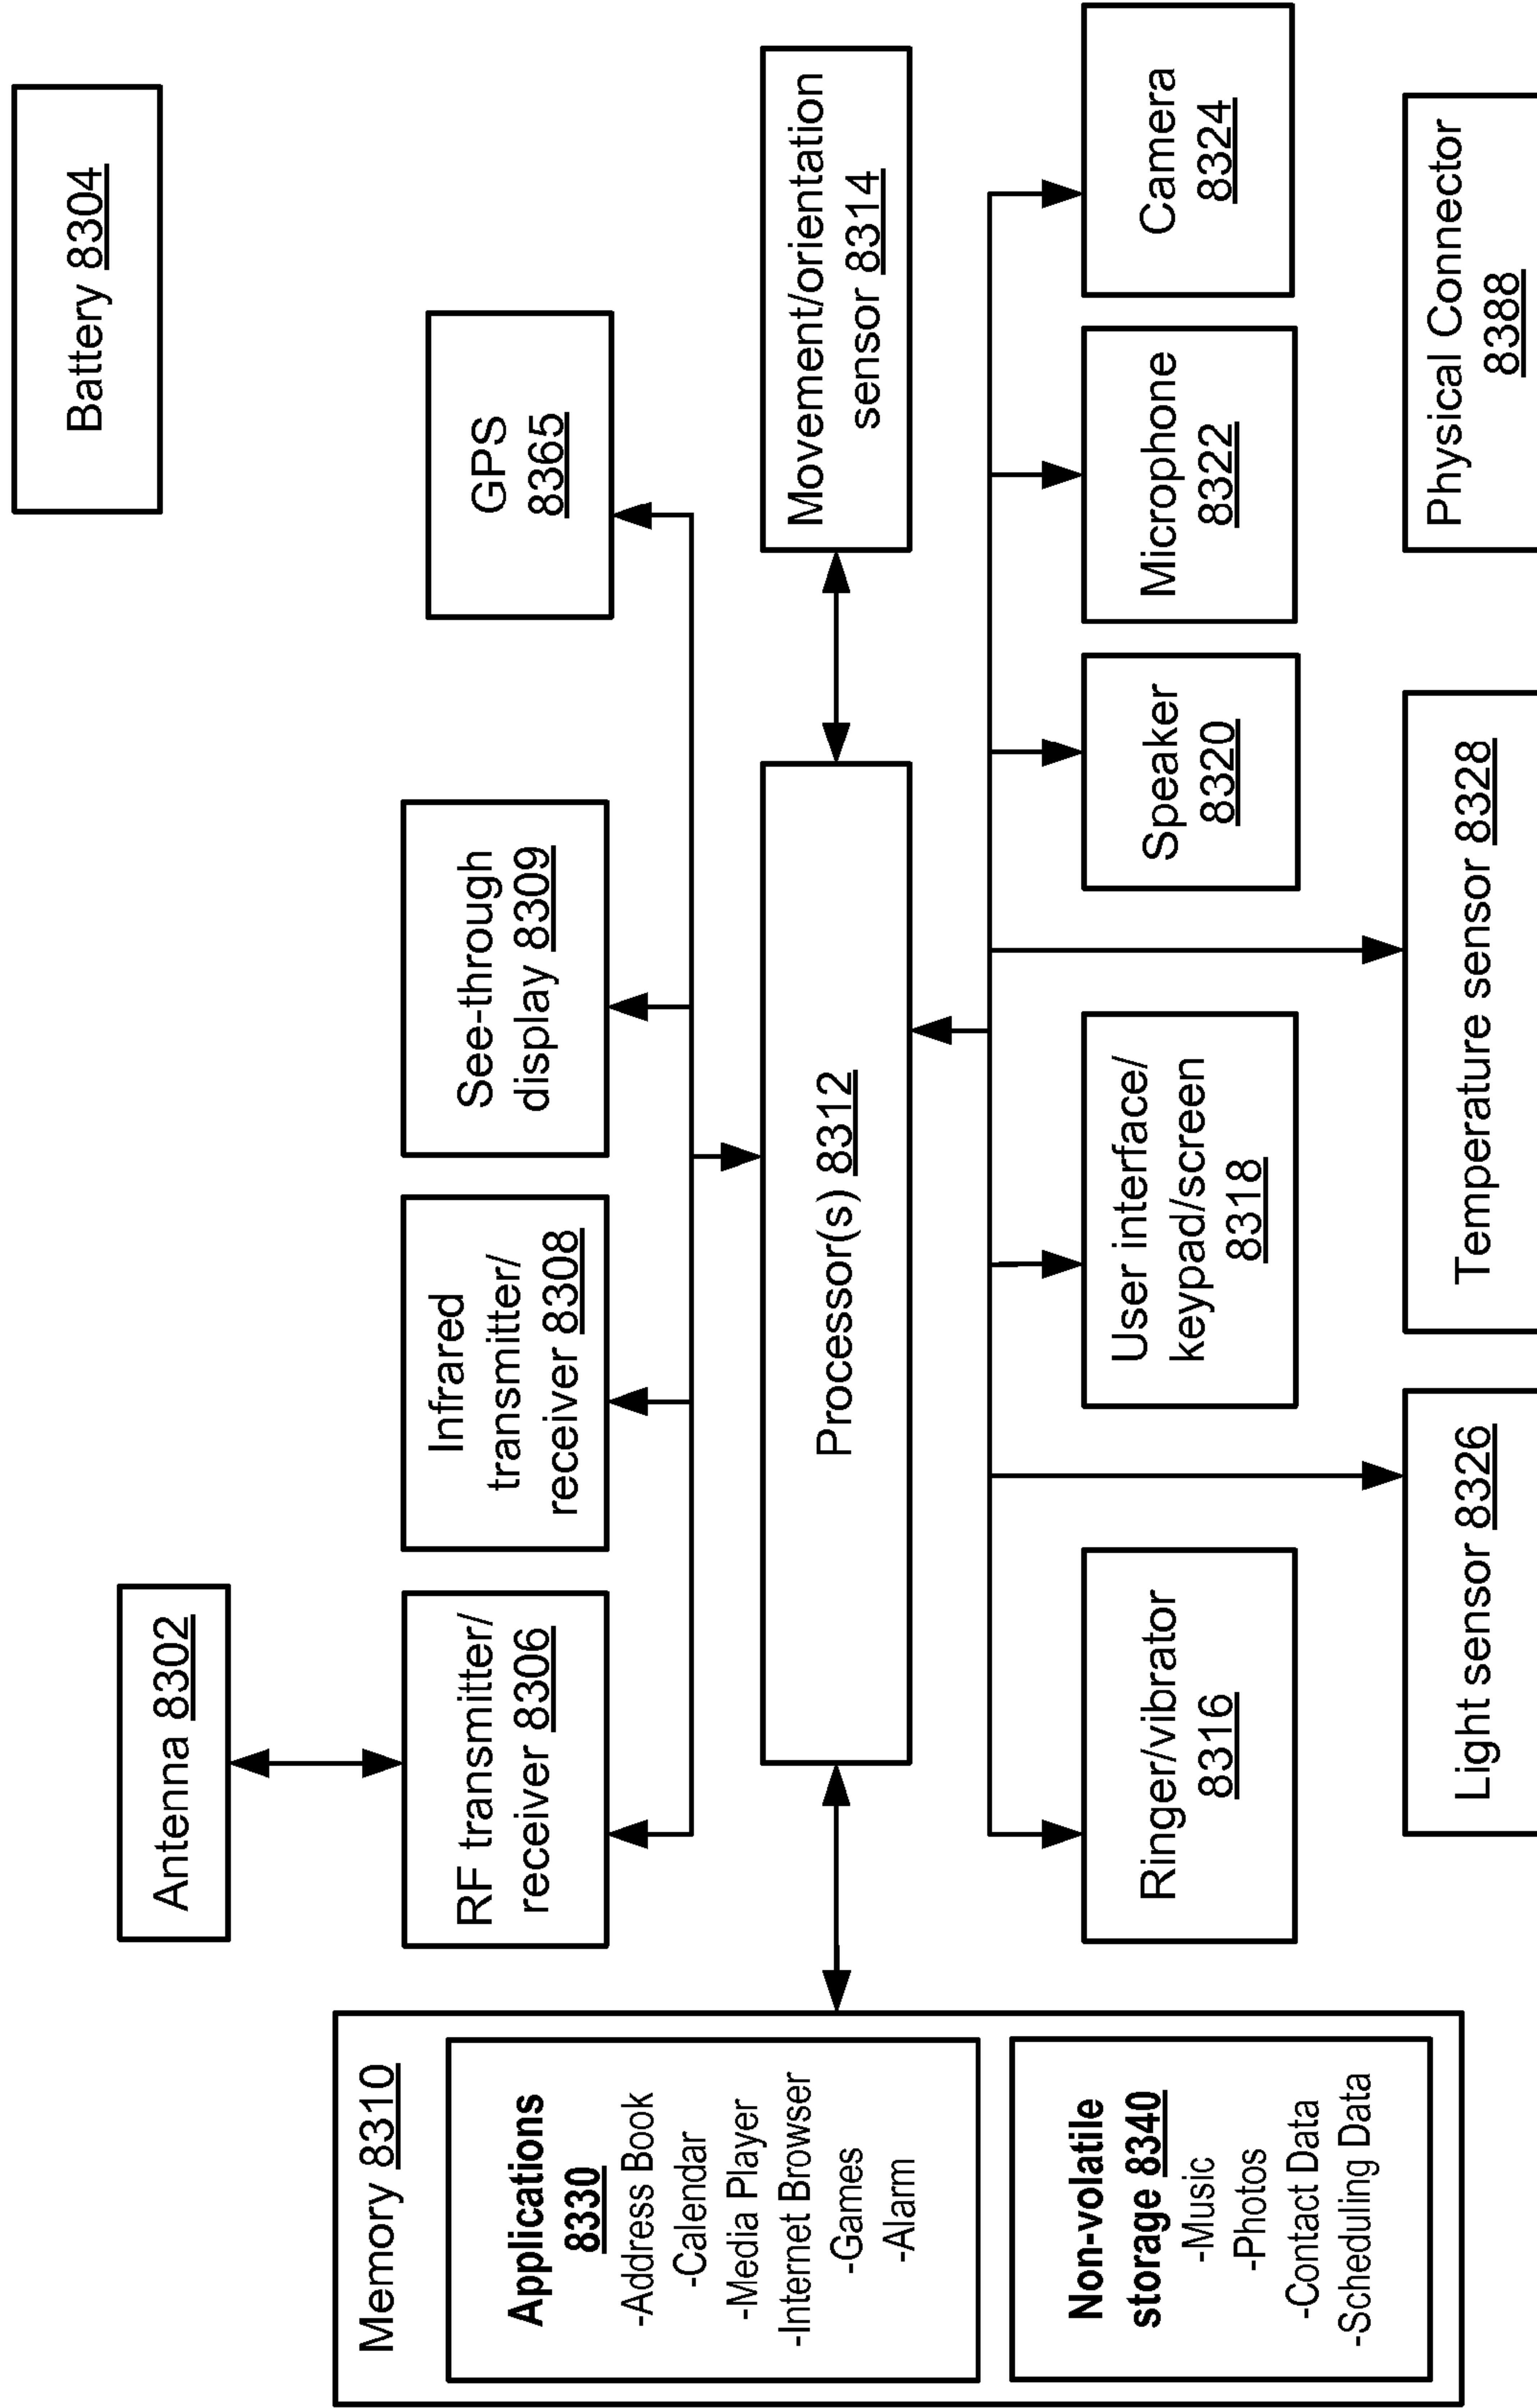 Antenna 8302
Battery 8304
RF transmitter/
receiver 8306
Infrared
transmitter/
receiver 8308
See-through
display 8309
GPS
8365
Memory 8310
Applications
8330
-Address Book
-Calendar
-Media Player
-Internet Browser
-Games
-Alarm
Non-volatile
storage 8340
-Music
-Photos
-Contact Data
-Scheduling Data
Processor(s) 8312
Movement/orientation
sensor 8314
Ringer/vibrator
8316
User interface/
keypad/screen
8318
Speaker
8320
Microphone
8322
Camera
8324
Light sensor 8326
Temperature sensor 8328
Physical Connector
8388